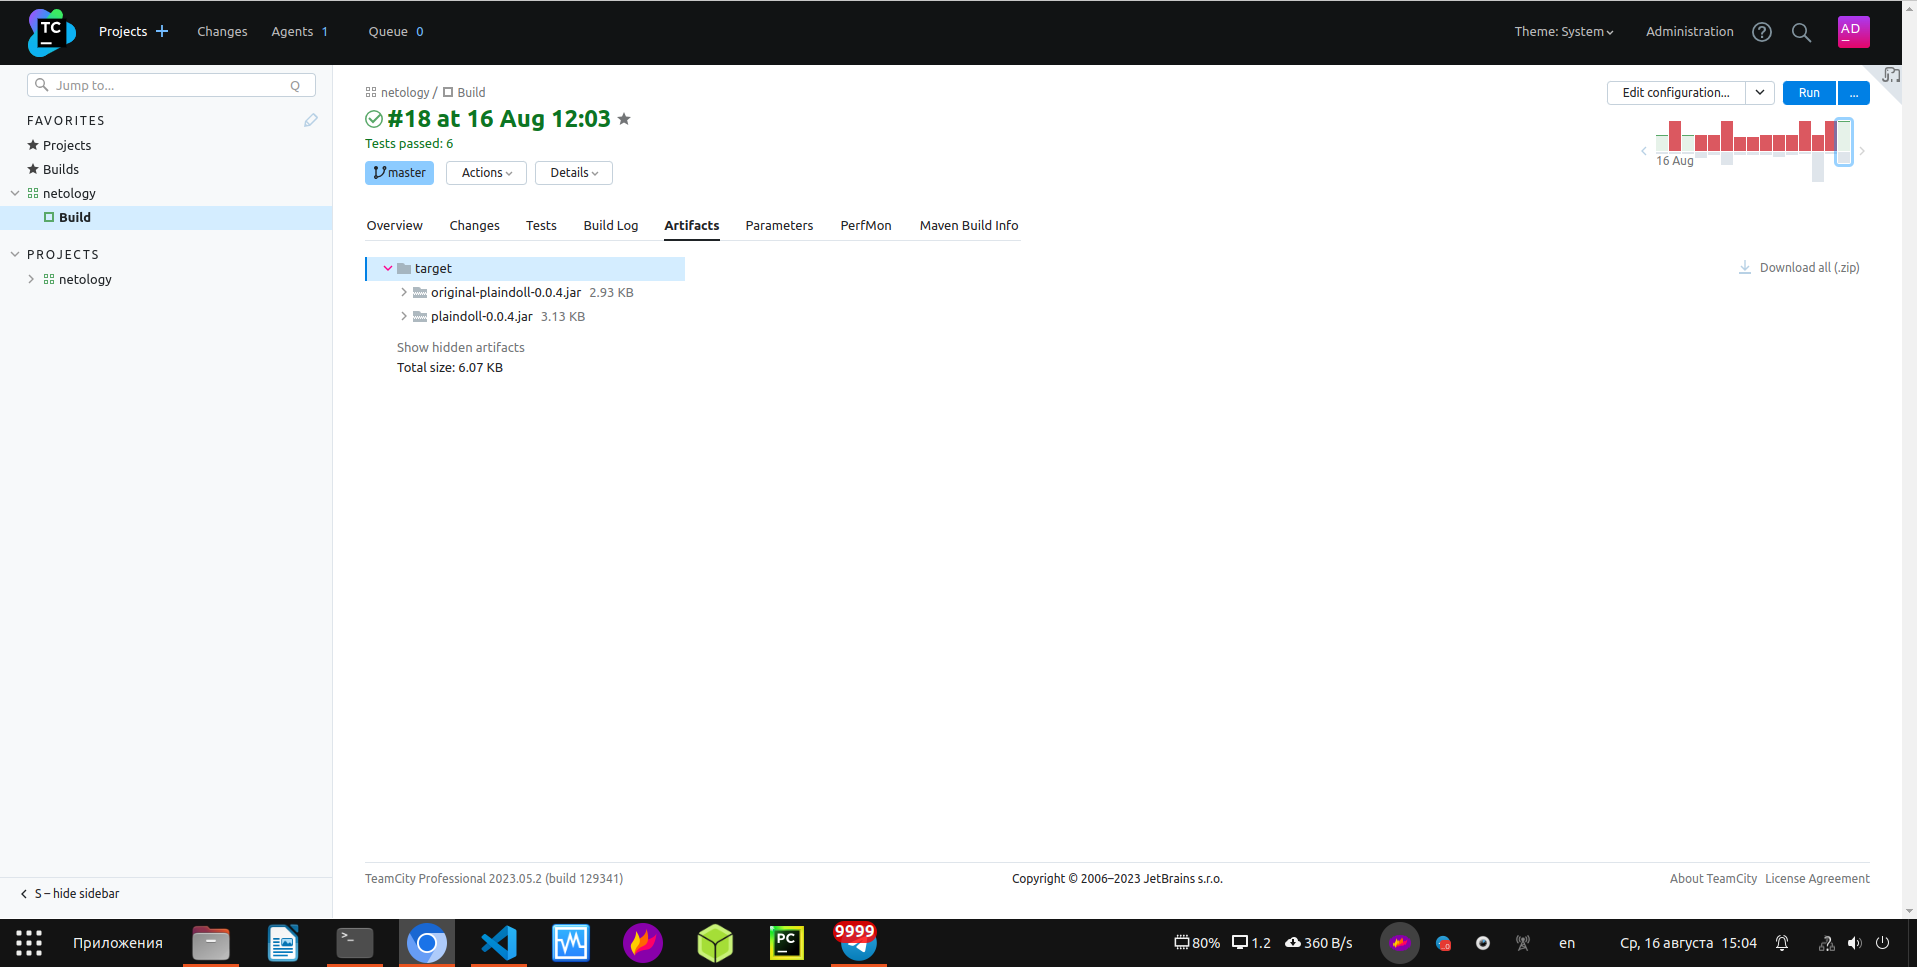 TC
Projects
Changes
Agents 1
Queue 0
Theme: System
Administration
AD
Jump to...
Q
FAVORITES
Projects
Builds
netology
Build
PROJECTS
netology
S – hide sidebar
netology / Build
#18 at 16 Aug 12:03
Tests passed: 6
master
Actions
Details
Edit configuration...
Run
...
16 Aug
Overview
Changes
Tests
Build Log
Artifacts
Parameters
PerfMon
Maven Build Info
target
Download all (.zip)
original-plaindoll-0.0.4.jar 2.93 KB
plaindoll-0.0.4.jar 3.13 KB
Show hidden artifacts
Total size: 6.07 KB
TeamCity Professional 2023.05.2 (build 129341)
Copyright © 2006–2023 JetBrains s.r.o.
About TeamCity
License Agreement
Приложения
>_
PC
9999
80%
1.2
360 B/s
en
Ср, 16 августа 15:04